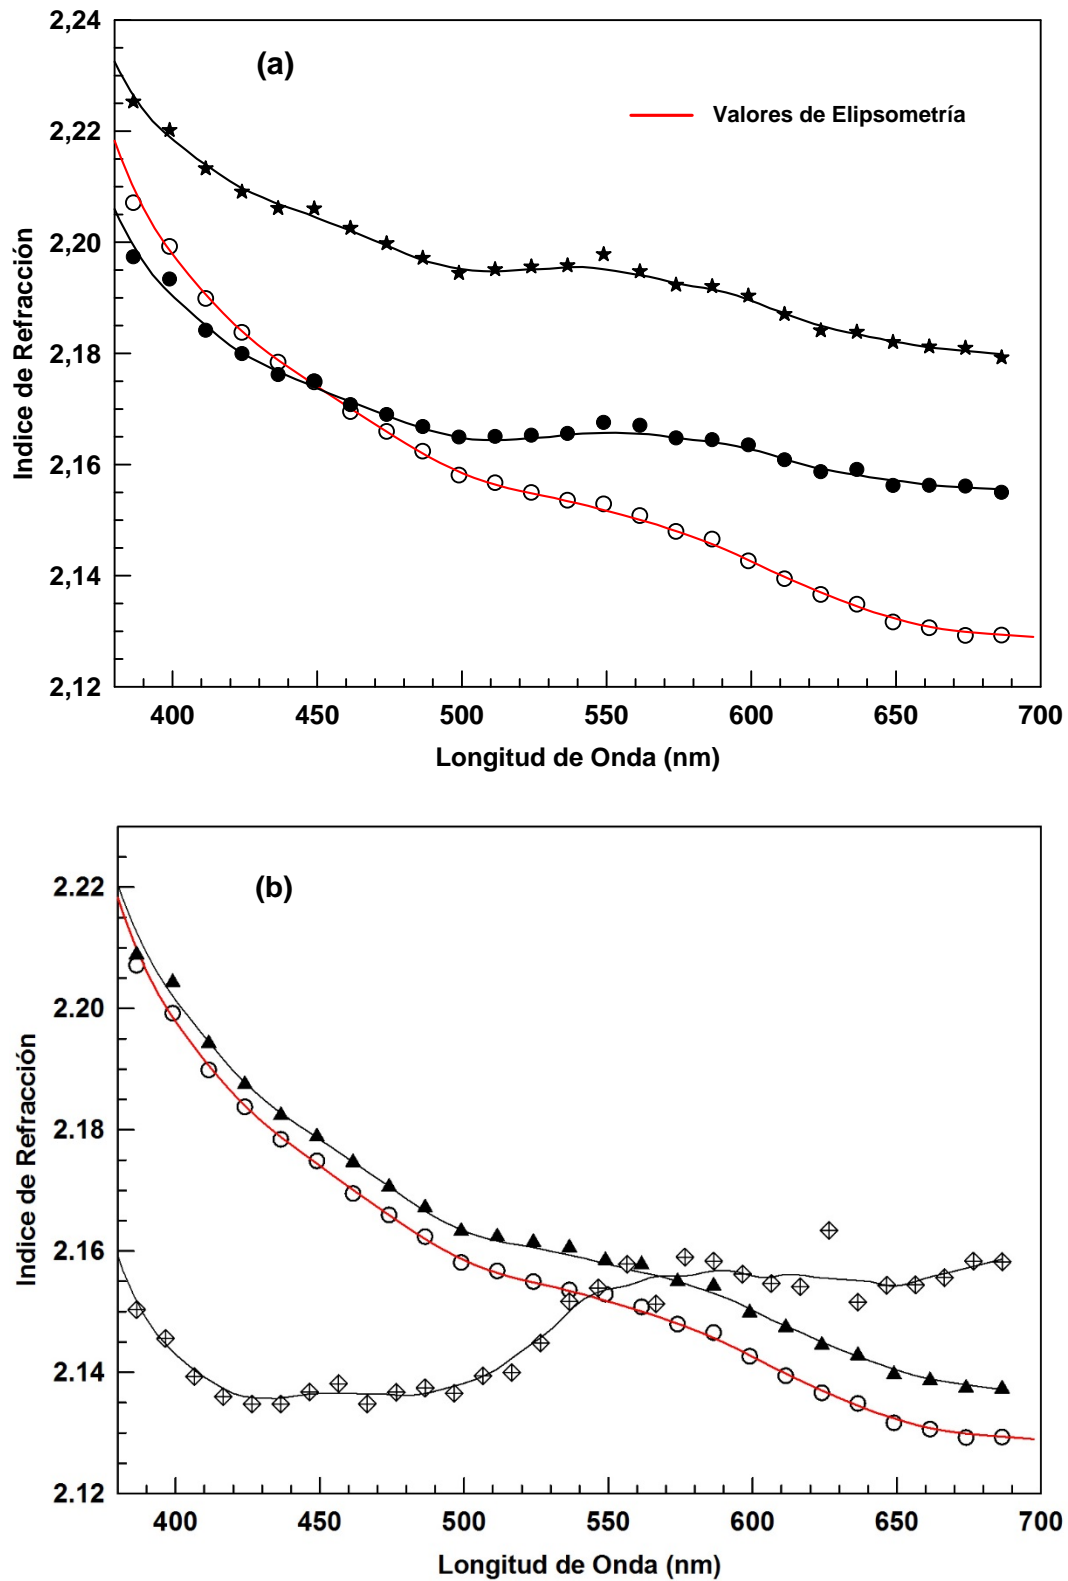 2,24
(a)
Valores de Elipsometría
2,22
2,20
2,18
2,16
2,14
2,12
Indice de Refracción
400 450 500 550 600 650 700
Longitud de Onda (nm)
(b)
2.22
2.20
2.18
2.16
2.14
2.12
Indice de Refracción
400 450 500 550 600 650 700
Longitud de Onda (nm)